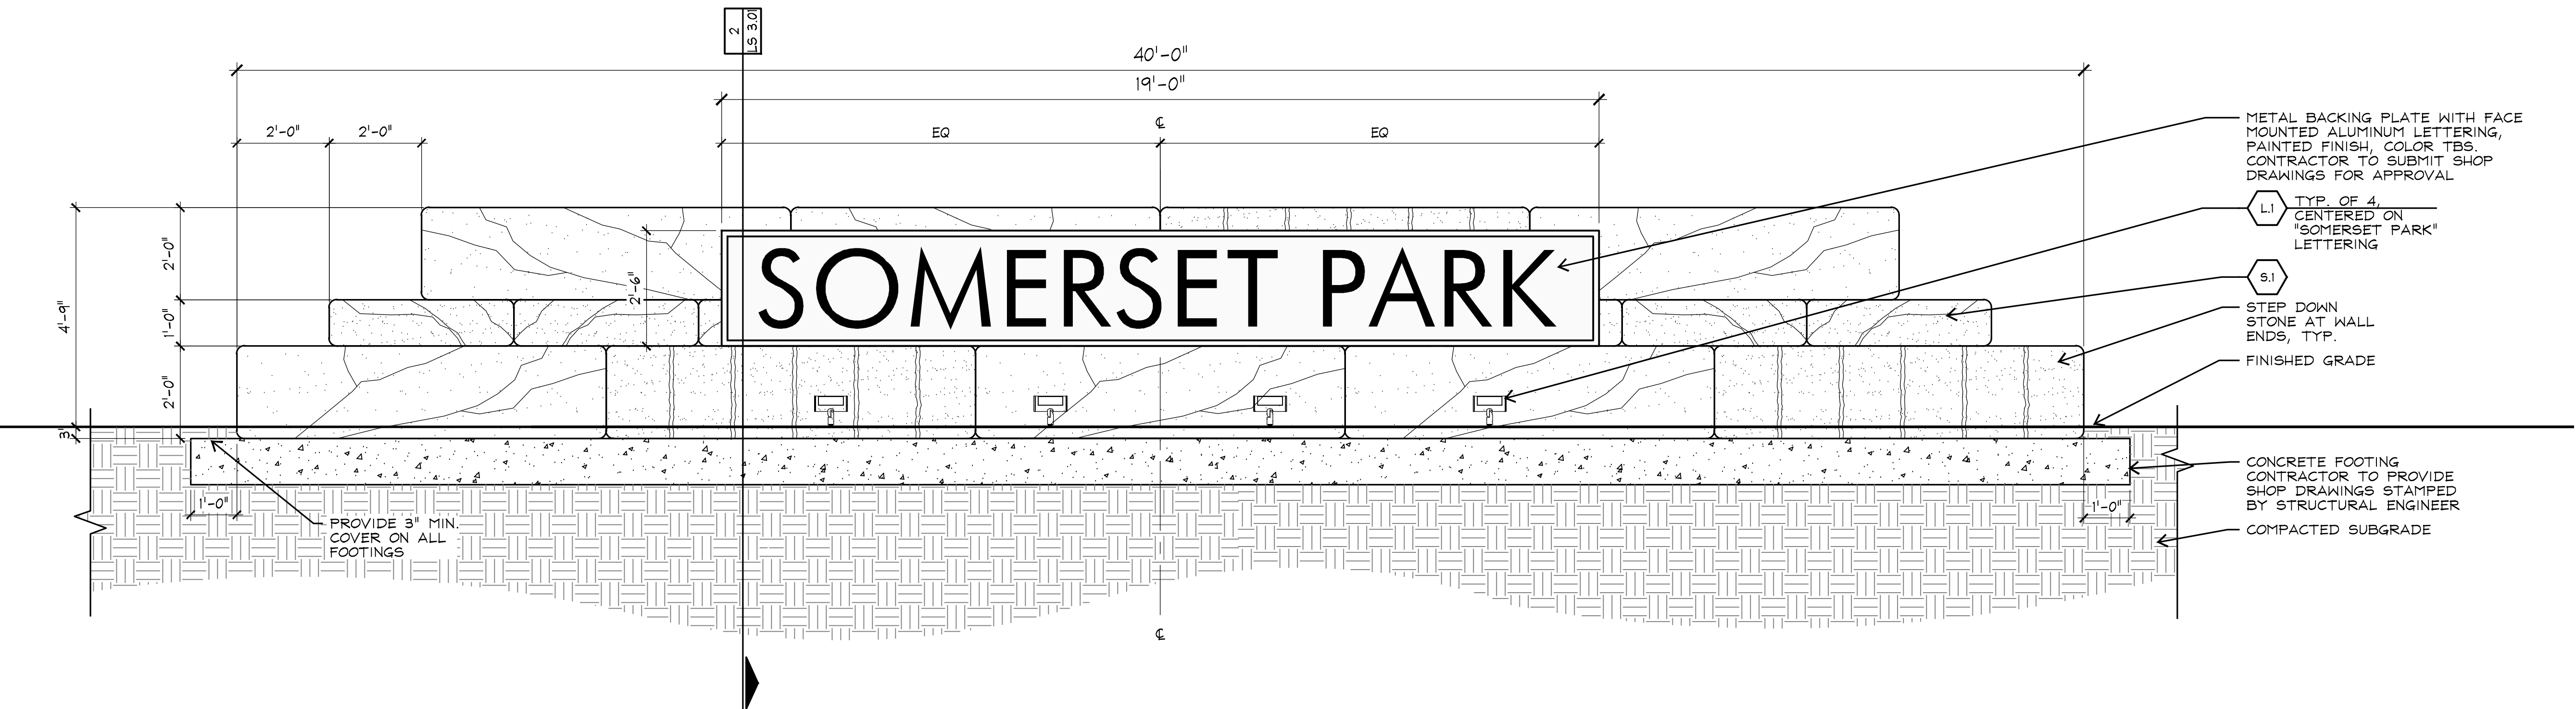 2
LS 3.01
40'-0"
19'-0"
2'-0"
2'-0"
EQ
℄
EQ
4'-9"
2'-0"
1'-0"
2'-0"
3"
2'-6"
SOMERSET PARK
METAL BACKING PLATE WITH FACE
MOUNTED ALUMINUM LETTERING,
PAINTED FINISH, COLOR TBS.
CONTRACTOR TO SUBMIT SHOP
DRAWINGS FOR APPROVAL
L.1
TYP. OF 4,
CENTERED ON
"SOMERSET PARK"
LETTERING
S.1
STEP DOWN
STONE AT WALL
ENDS, TYP.
FINISHED GRADE
CONCRETE FOOTING
CONTRACTOR TO PROVIDE
SHOP DRAWINGS STAMPED
BY STRUCTURAL ENGINEER
COMPACTED SUBGRADE
1'-0"
1'-0"
PROVIDE 3" MIN.
COVER ON ALL
FOOTINGS
℄